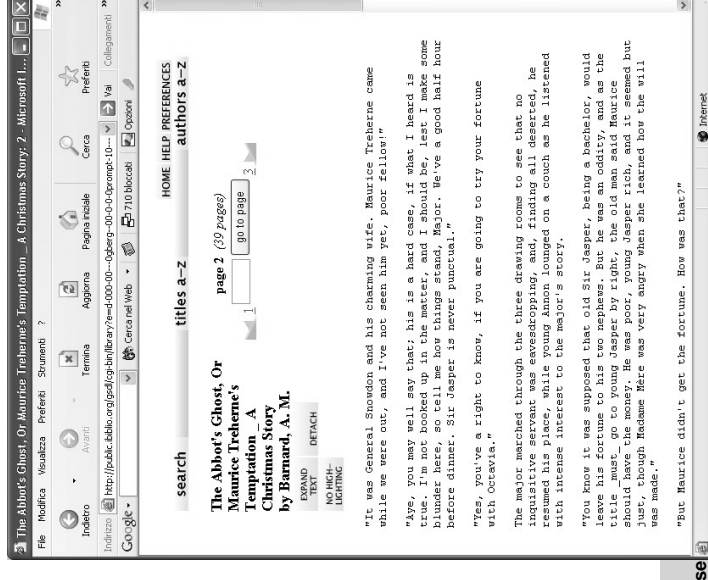 The Abbot's Ghost, Or Maurice Treherne's Temptation _ A Christmas Story: 2 - Microsoft I...
File Modifica Visualizza Preferiti Strumenti ?
Indietro Avanti Termina Aggiorna Pagina iniziale Cerca Preferiti »
Indirizzo http://public.ibiblio.org/gsdl/cgi-bin/library?e=d-000-00---0gberg--00-0-0-0prompt-10--- Vai Collegamenti »
Google Cerca nel Web 710 bloccati Opzioni
HOME HELP PREFERENCES
search titles a–z authors a–z
The Abbot's Ghost, Or
Maurice Treherne's
Temptation _ A
Christmas Story
by Barnard, A. M.
EXPAND
TEXT
DETACH
NO HIGH–
LIGHTING
page 2 (39 pages)
1 go to page 3
"It was General Snowdon and his charming wife. Maurice Treherne came
while we were out, and I've not seen him yet, poor fellow!"
"Aye, you may well say that; his is a hard case, if what I heard is
true. I'm not booked up in the matter, and I should be, lest I make some
blunder here, so tell me how things stand, Major. We've a good half hour
before dinner. Sir Jasper is never punctual."
"Yes, you've a right to know, if you are going to try your fortune
with Octavia."
The major marched through the three drawing rooms to see that no
inquisitive servant was eavesdropping, and, finding all deserted, he
resumed his place, while young Annon lounged on a couch as he listened
with intense interest to the major's story.
"You know it was supposed that old Sir Jasper, being a bachelor, would
leave his fortune to his two nephews. But he was an oddity, and as the
title _must_ go to young Jasper by right, the old man said Maurice
should have the money. He was poor, young Jasper rich, and it seemed but
just, though Madame Mère was very angry when she learned how the will
was made."
"But Maurice didn't get the fortune. How was that?"
Internet
se